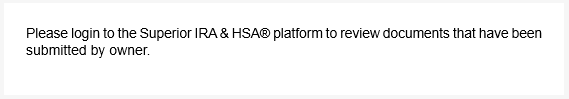 Please login to the Superior IRA & HSA® platform to review documents that have been
submitted by owner.